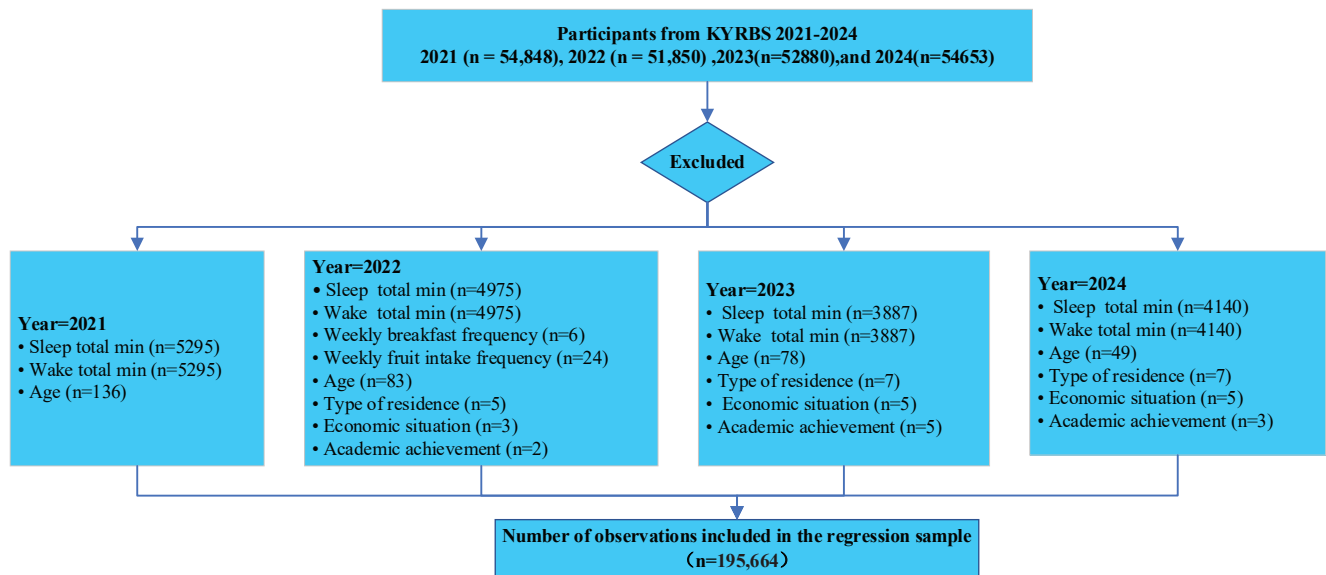 Participants from KYRBS 2021-2024
2021 (n = 54,848), 2022 (n = 51,850) ,2023(n=52880),and 2024(n=54653)
Excluded
Year=2021
• Sleep total min (n=5295)
• Wake total min (n=5295)
• Age (n=136)
Year=2022
• Sleep total min (n=4975)
• Wake total min (n=4975)
• Weekly breakfast frequency (n=6)
• Weekly fruit intake frequency (n=24)
• Age (n=83)
• Type of residence (n=5)
• Economic situation (n=3)
• Academic achievement (n=2)
Year=2023
• Sleep total min (n=3887)
• Wake total min (n=3887)
• Age (n=78)
• Type of residence (n=7)
• Economic situation (n=5)
• Academic achievement (n=5)
Year=2024
• Sleep total min (n=4140)
• Wake total min (n=4140)
• Age (n=49)
• Type of residence (n=7)
• Economic situation (n=5)
• Academic achievement (n=3)
Number of observations included in the regression sample
（n=195,664）